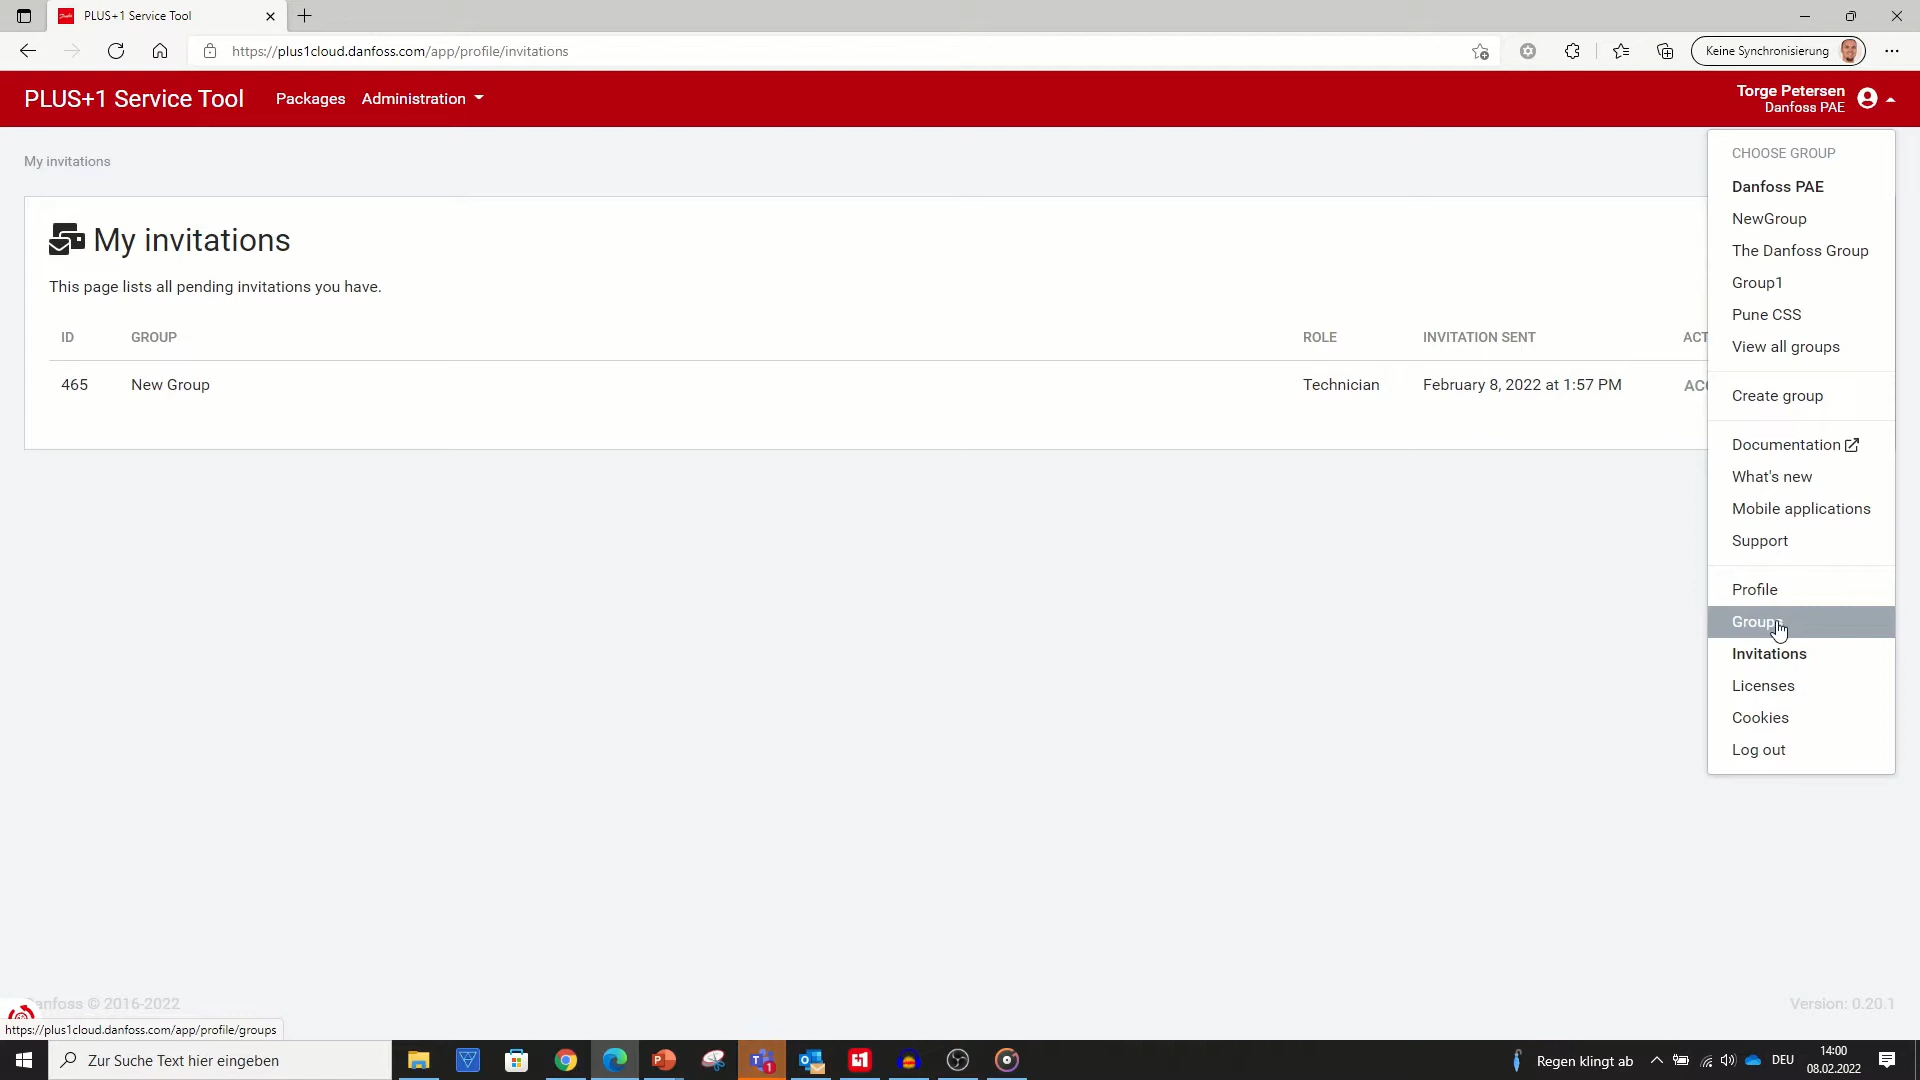 PLUS+1 Service Tool
https://plus1cloud.danfoss.com/app/profile/invitations
Keine Synchronisierung
PLUS+1 Service Tool
Packages
Administration
Torge Petersen
Danfoss PAE
My invitations
My invitations
This page lists all pending invitations you have.
ID GROUP ROLE INVITATION SENT
465 New Group Technician February 8, 2022 at 1:57 PM
CHOOSE GROUP
Danfoss PAE
NewGroup
The Danfoss Group
Group1
Pune CSS
View all groups
Create group
Documentation
What's new
Mobile applications
Support
Profile
Groups
Invitations
Licenses
Cookies
Log out
Danfoss © 2016-2022
Version: 0.20.1
https://plus1cloud.danfoss.com/app/profile/groups
Zur Suche Text hier eingeben
Regen klingt ab
DEU
14:00
08.02.2022